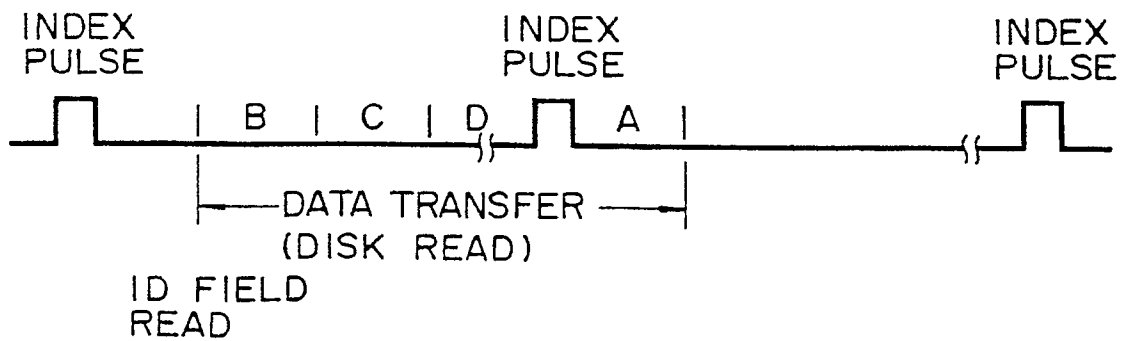 INDEX
PULSE
INDEX
PULSE
INDEX
PULSE
B C D A
DATA TRANSFER
(DISK READ)
ID FIELD
READ